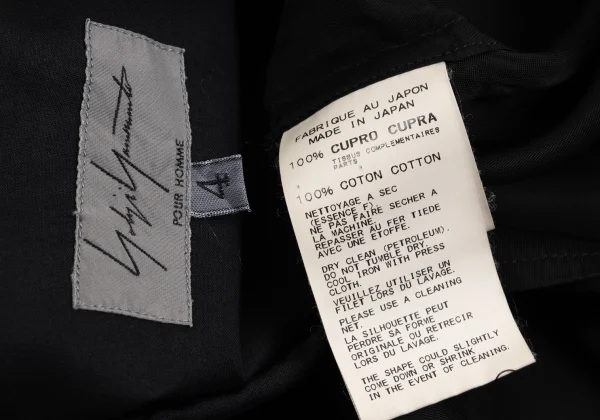 Yohji Yamamoto
POUR HOMME
4
FABRIQUE AU JAPON
MADE IN JAPAN
100% CUPRO CUPRA
TISSUS COMPLEMENTAIRES
PARTS
100% COTON COTTON
NETTOYAGE A SEC
(ESSENCE F).
NE PAS FAIRE SECHER A
LA MACHINE.
REPASSER AU FER TIEDE
AVEC UNE ETOFFE.
DRY CLEAN (PETROLEUM).
DO NOT TUMBLE DRY.
COOL IRON WITH PRESS
CLOTH.
VEUILLEZ UTILISER UN
FILET LORS DU LAVAGE.
PLEASE USE A CLEANING
NET.
LA SILHOUETTE PEUT
PERDRE SA FORME
ORIGINALE OU RETRECIR
LORS DU LAVAGE.
THE SHAPE COULD SLIGHTLY
COME DOWN OR SHRINK
IN THE EVENT OF CLEANING.